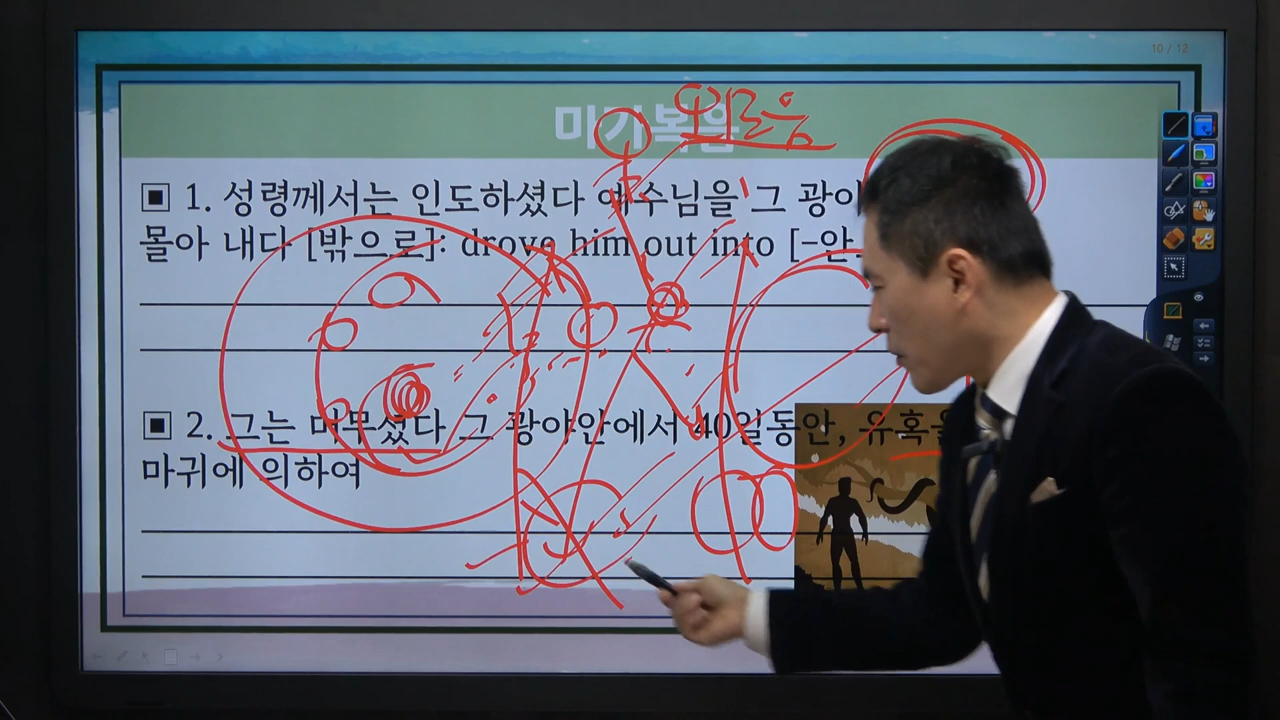 10 / 12
마가복음
믿음
▣ 1. 성령께서는 인도하셨다 예수님을 그 광야
몰아 내다 [밖으로]: drove him out into [-안
▣ 2. 그는 머무셨다 그 광야안에서 40일동안, 유혹을
마귀에 의하여